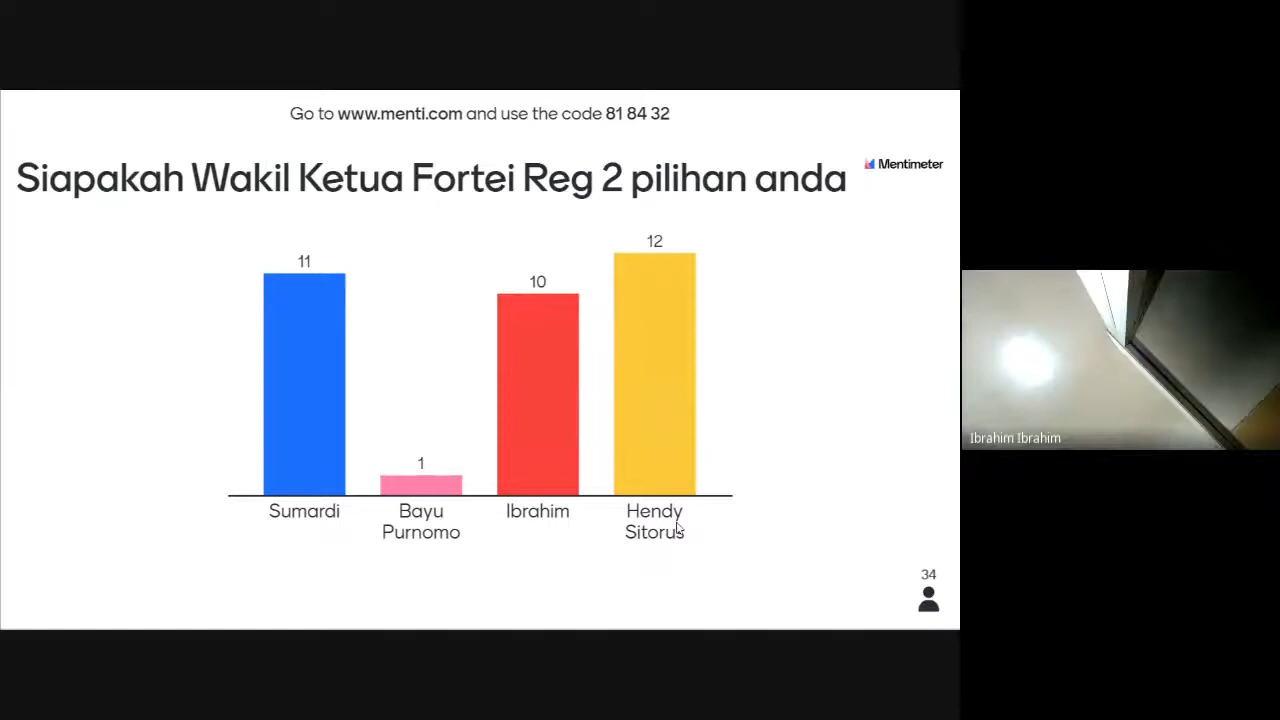 Go to www.menti.com and use the code 81 84 32
Siapakah Wakil Ketua Fortei Reg 2 pilihan anda
Mentimeter
11
1
10
12
Sumardi
Bayu
Purnomo
Ibrahim
Hendy
Sitorus
34
Ibrahim Ibrahim